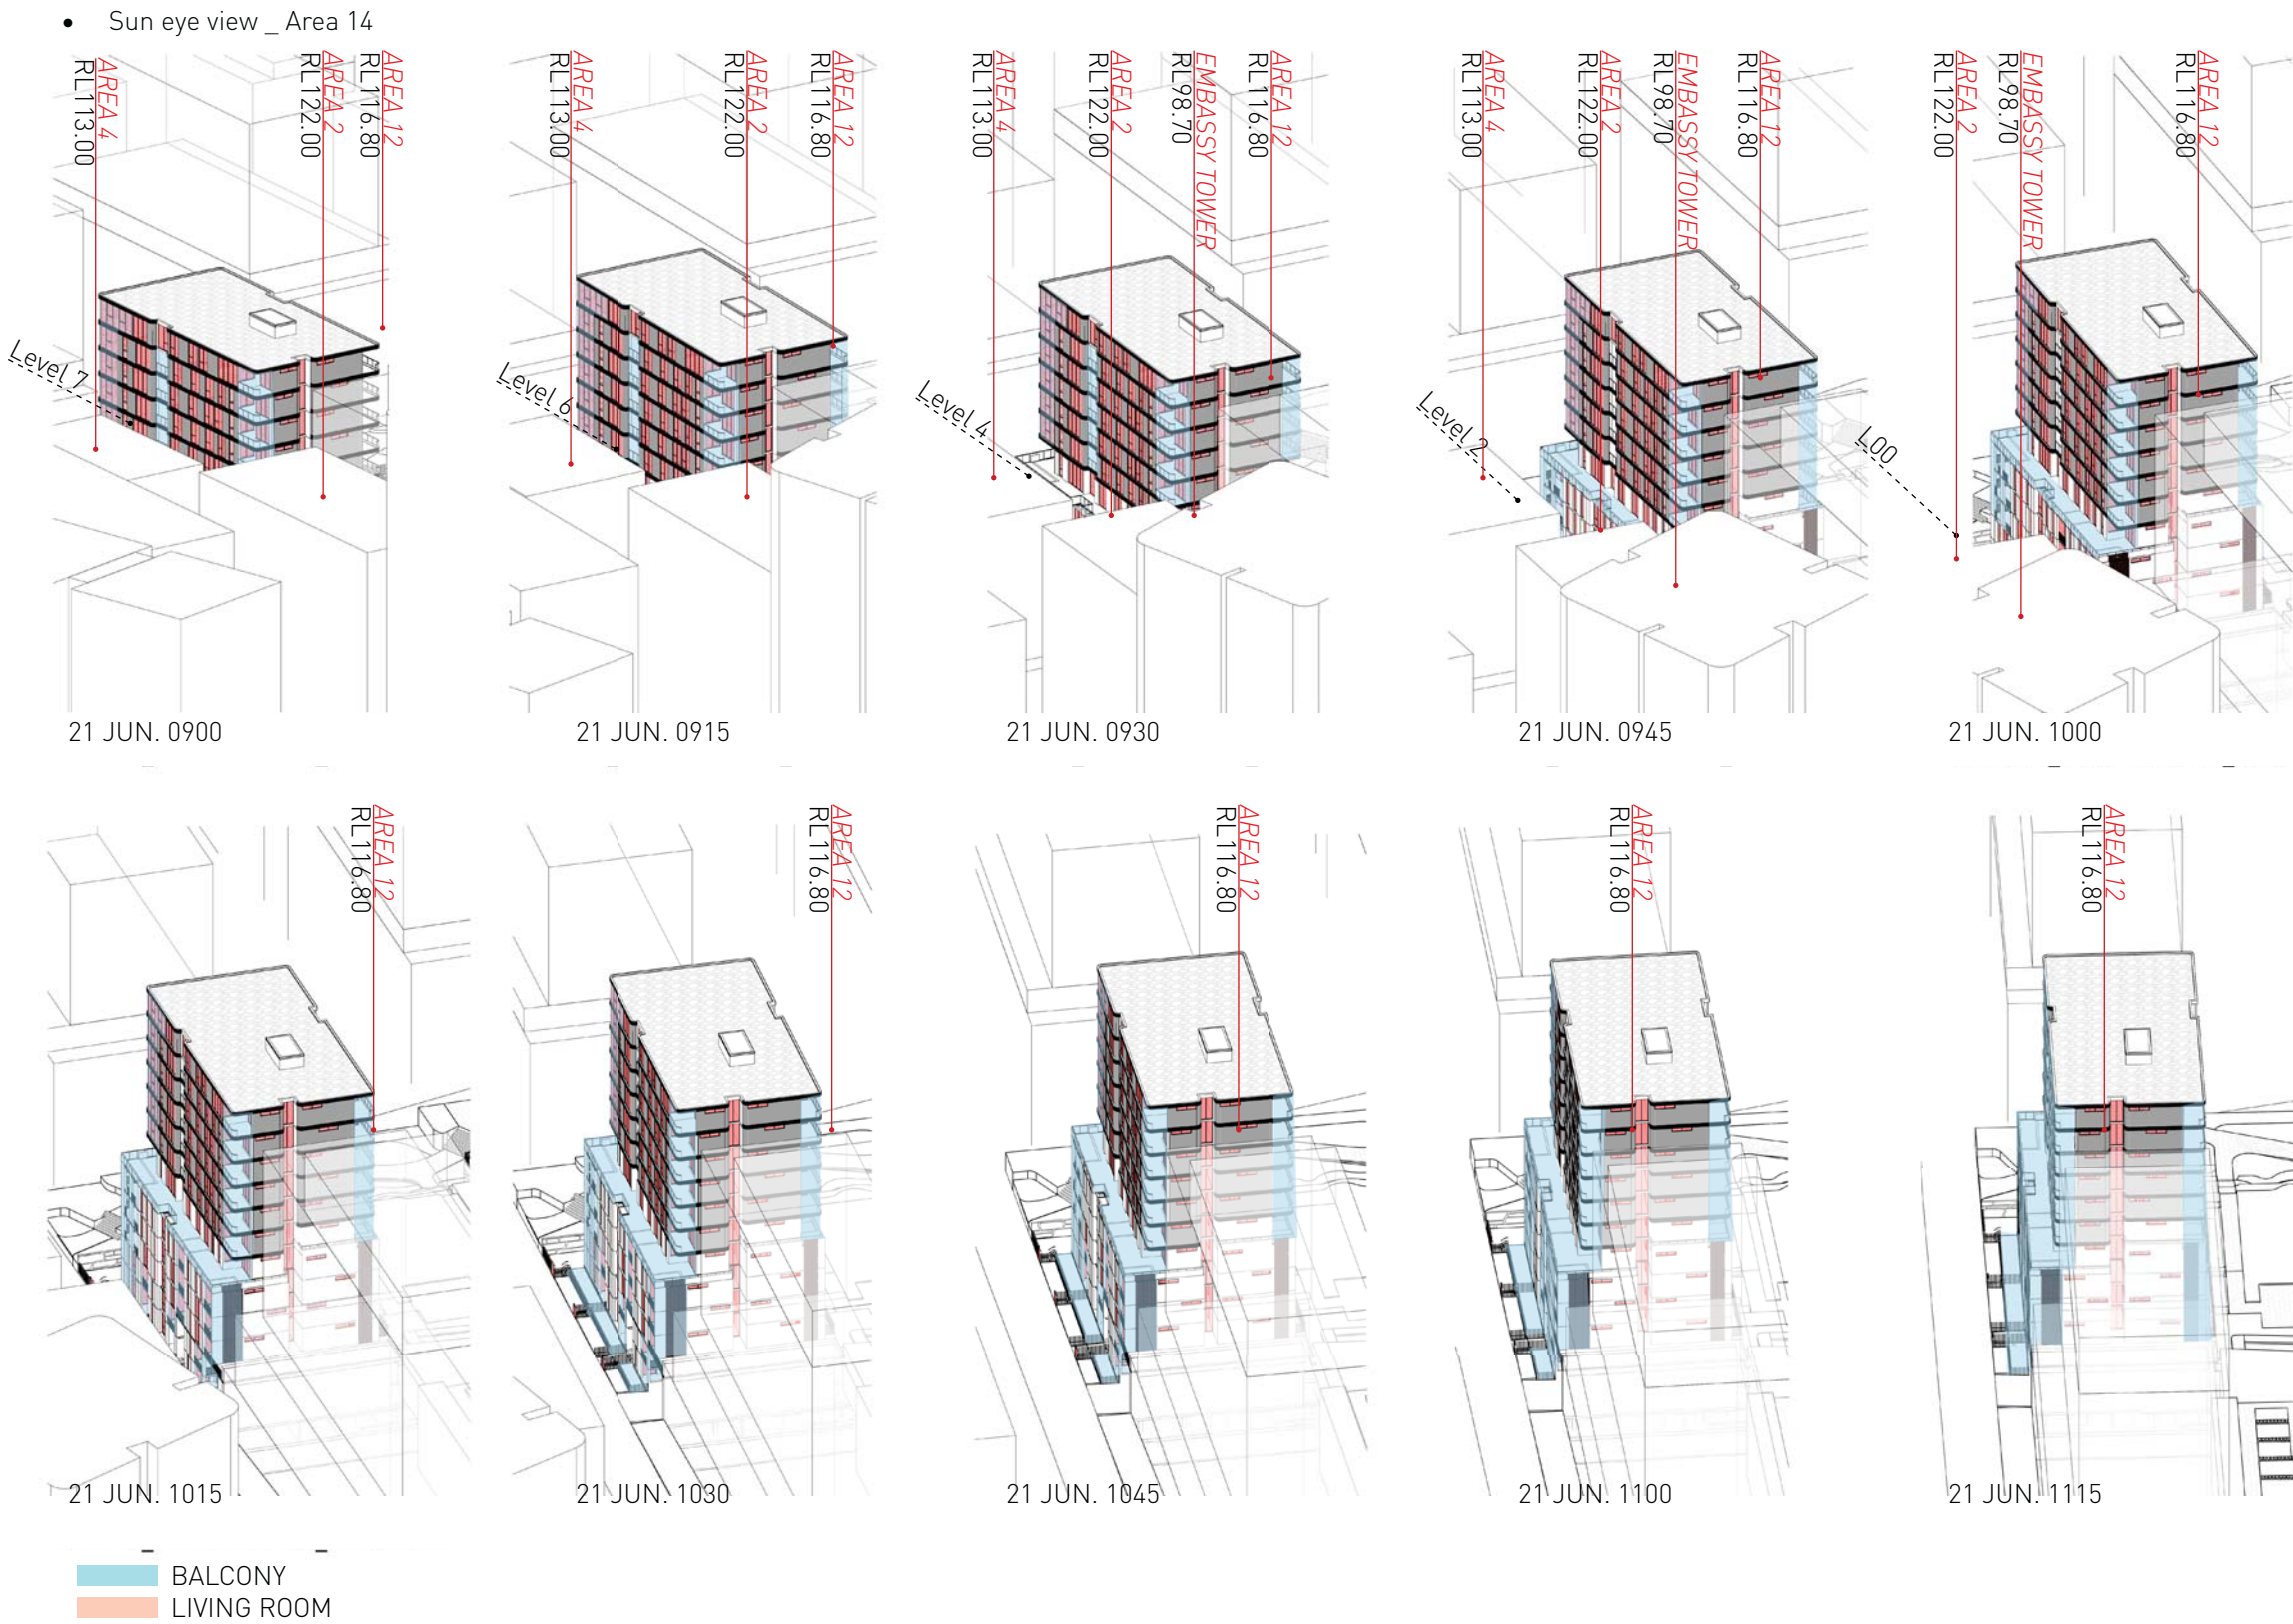 • Sun eye view _ Area 14
AREA 4
RL113.00
AREA 2
RL122.00
AREA 12
RL116.80
Level 7
21 JUN. 0900
AREA 4
RL113.00
AREA 2
RL122.00
AREA 12
RL116.80
Level 6
21 JUN. 0915
AREA 4
RL113.00
AREA 2
RL122.00
EMBASSY TOWER
RL98.70
AREA 12
RL116.80
Level 4
21 JUN. 0930
AREA 4
RL113.00
AREA 2
RL122.00
EMBASSY TOWER
RL98.70
AREA 12
RL116.80
Level 2
21 JUN. 0945
AREA 2
RL122.00
EMBASSY TOWER
RL98.70
AREA 12
RL116.80
L00
21 JUN. 1000
AREA 12
RL116.80
21 JUN. 1015
AREA 12
RL116.80
21 JUN. 1030
AREA 12
RL116.80
21 JUN. 1045
AREA 12
RL116.80
21 JUN. 1100
AREA 12
RL116.80
21 JUN. 1115
BALCONY
LIVING ROOM